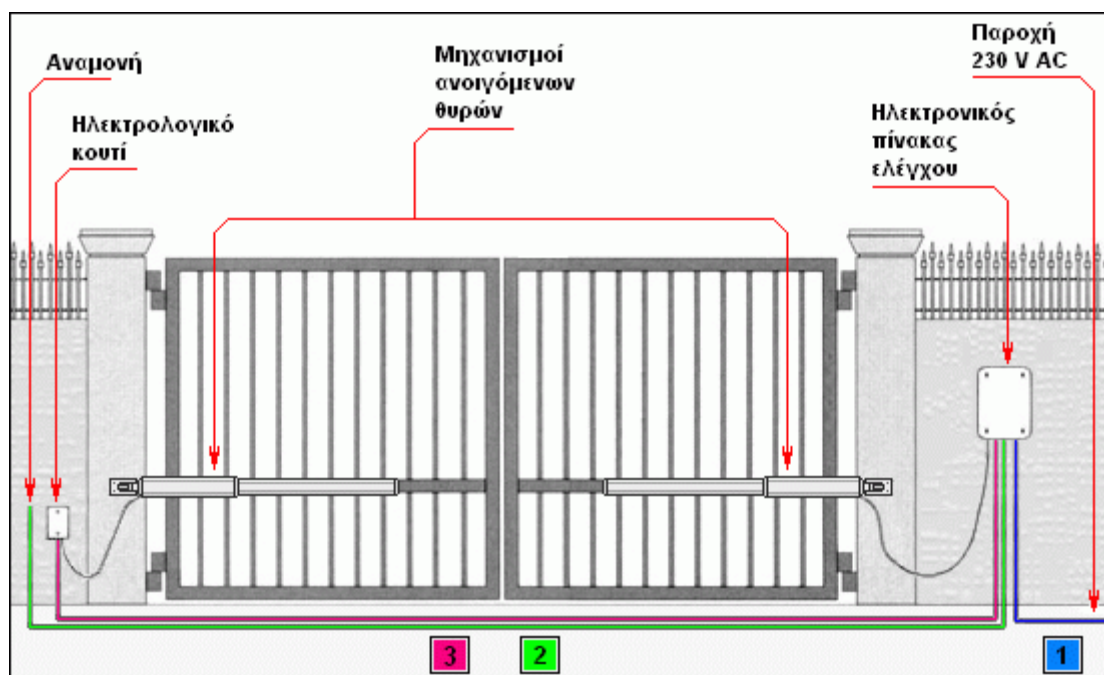 Αναμονή
Ηλεκτρολογικό
κουτί
Μηχανισμοί
ανοιγόμενων
θυρών
Παροχή
230 V AC
Ηλεκτρονικός
πίνακας
ελέγχου
3
2
1